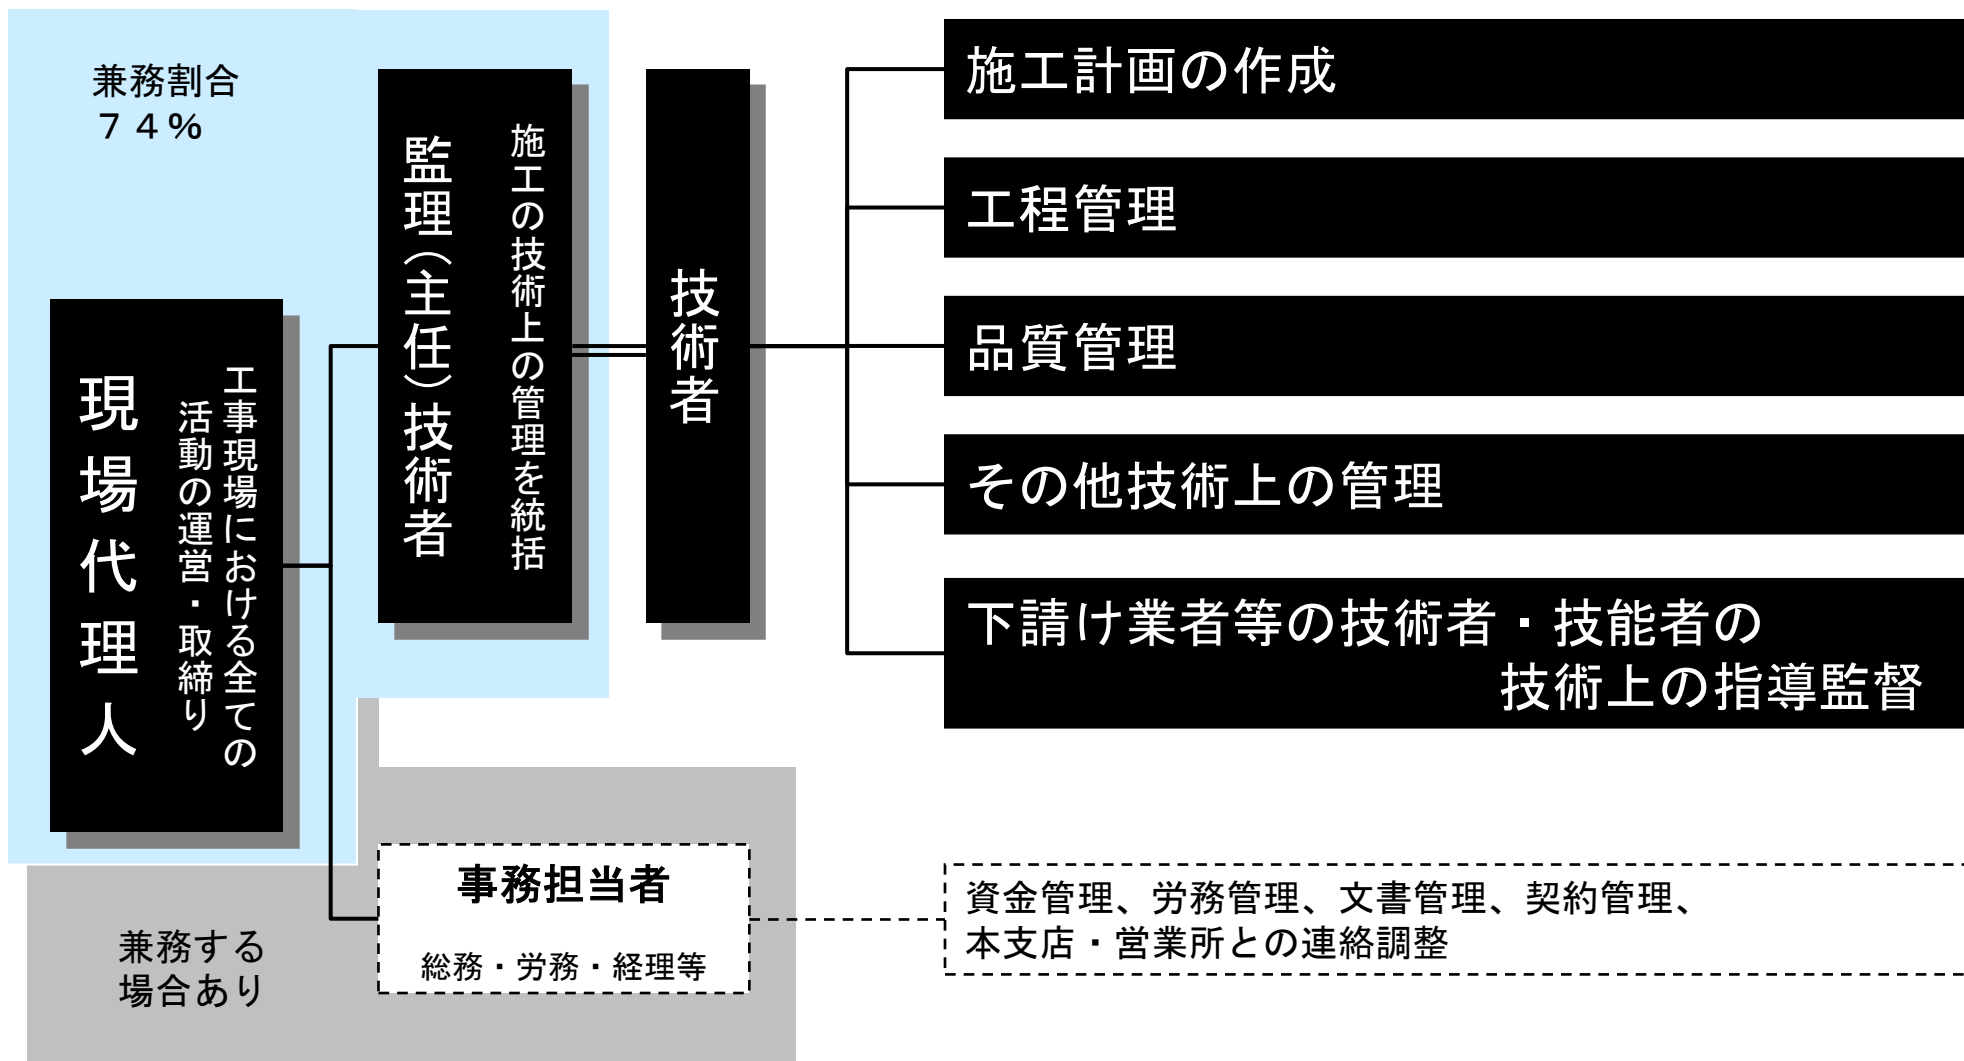 兼務割合
７４％
現場代理人
工事現場における全ての
活動の運営・取締り
監理（主任）技術者
施工の技術上の管理を統括
技術者
施工計画の作成
工程管理
品質管理
その他技術上の管理
下請け業者等の技術者・技能者の
技術上の指導監督
兼務する
場合あり
事務担当者
総務・労務・経理等
資金管理、労務管理、文書管理、契約管理、
本支店・営業所との連絡調整